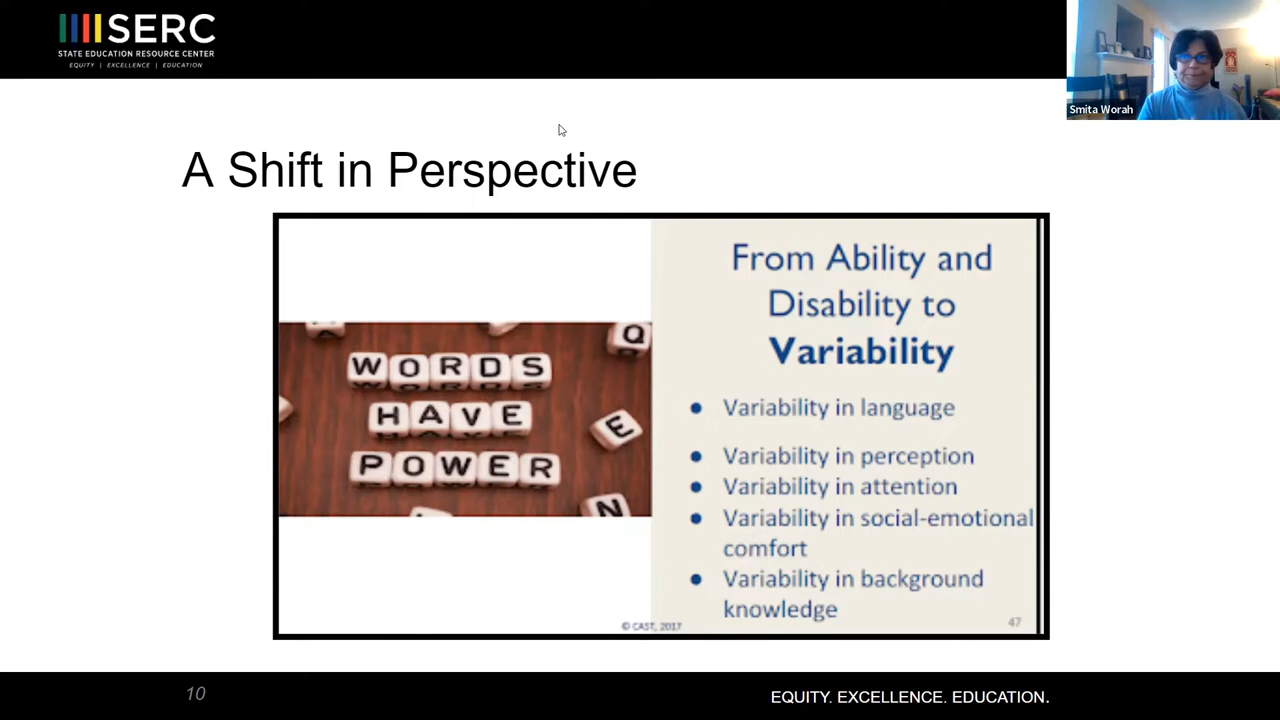 SERC
STATE EDUCATION RESOURCE CENTER
EQUITY | EXCELLENCE | EDUCATION
Smita Worah
A Shift in Perspective
Q
WORDS
HAVE
E
POWER
N
From Ability and
Disability to
Variability
● Variability in language
● Variability in perception
● Variability in attention
● Variability in social-emotional
comfort
● Variability in background
knowledge
© CAST, 2017
47
10
EQUITY. EXCELLENCE. EDUCATION.